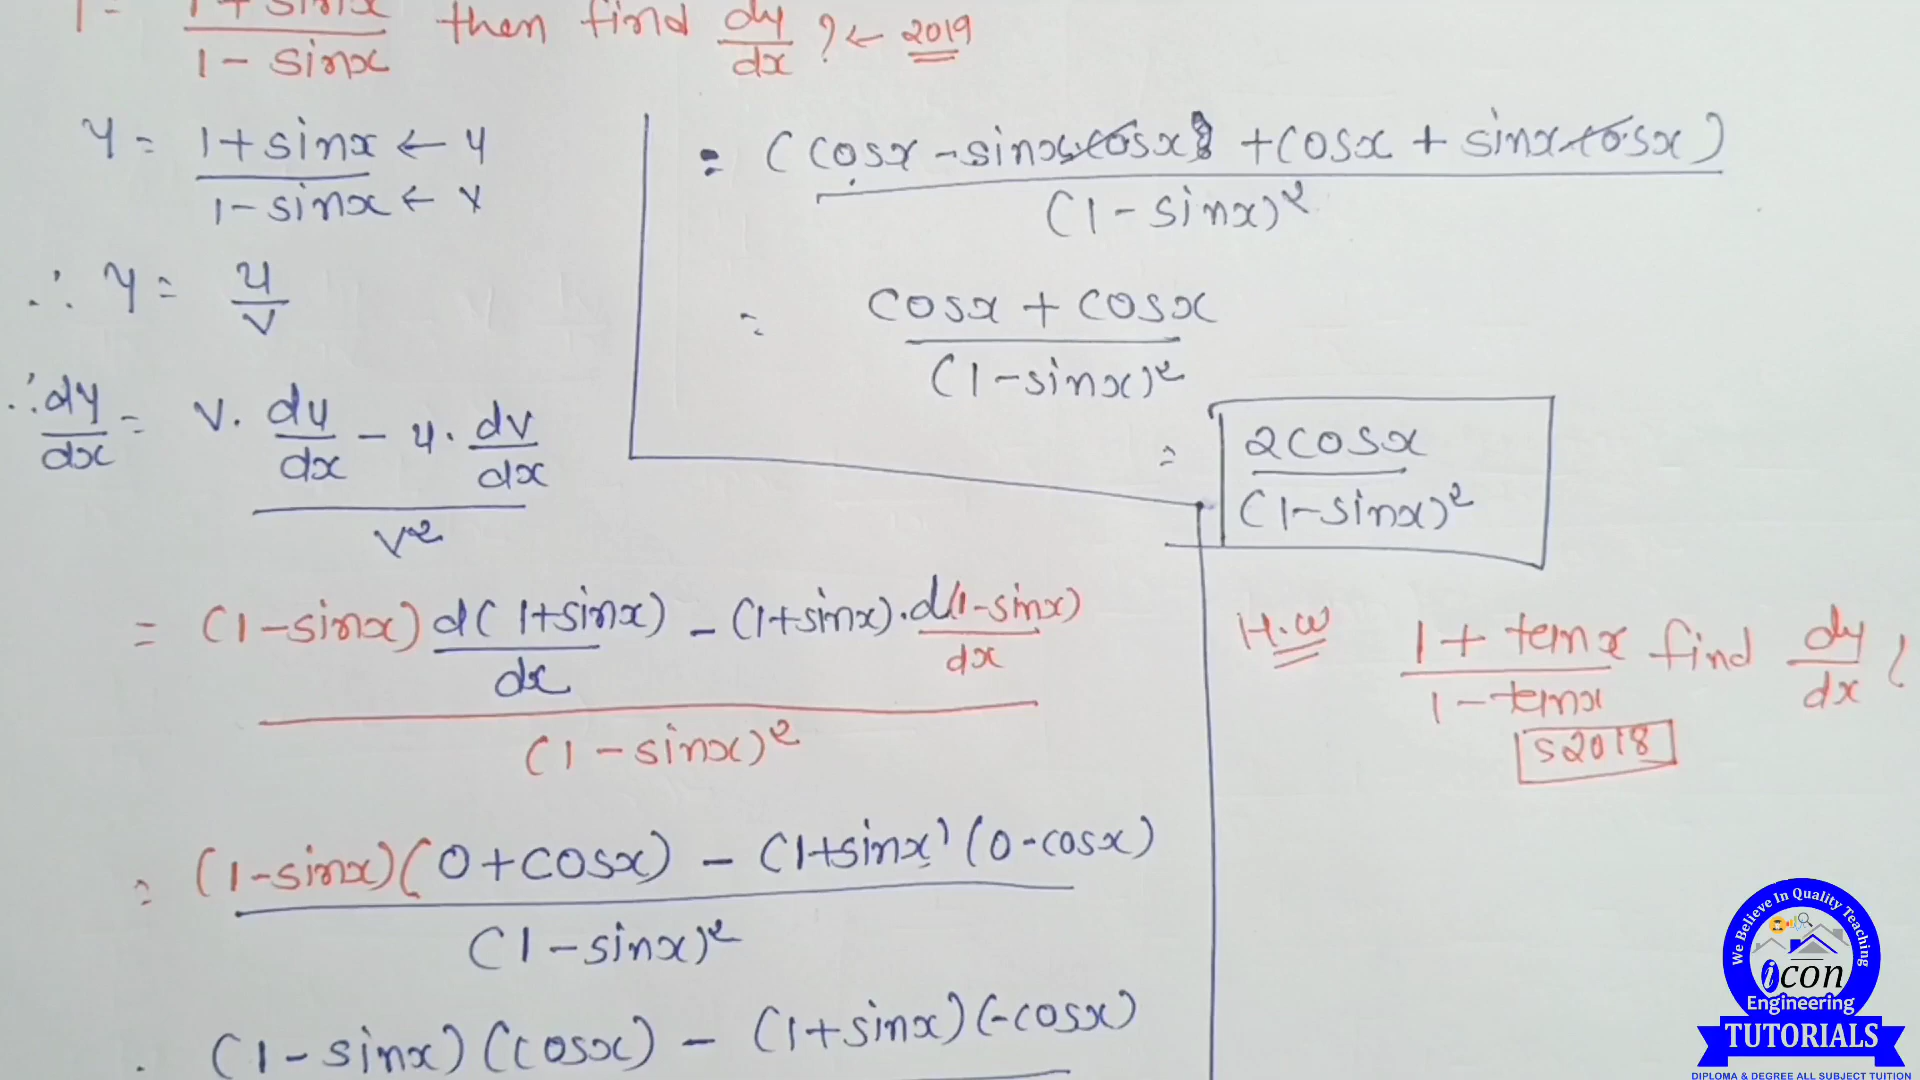 1+sinx
1-sinx then find dy/dx ? ← 2019
y = 1+sinx ← u
1-sinx ← v
∴ y = u/v
∴ dy/dx = v. du/dx - u. dv/dx
v²
= (1-sinx) d(1+sinx)/dx - (1+sinx). d(1-sinx)/dx
(1-sinx)²
= (1-sinx)(0+cosx) - (1+sinx)(0-cosx)
(1-sinx)²
(1-sinx)(cosx) - (1+sinx)(-cosx)
= (cosx -sinx.cosx +cosx + sinx.cosx)
(1-sinx)²
= cosx + cosx
(1-sinx)²
= 2cosx
(1-sinx)²
H.W 1+tanx
1-tanx find dy/dx ?
S2018
We Believe In Quality Teaching
icon
Engineering
TUTORIALS
DIPLOMA & DEGREE ALL SUBJECT TUITION